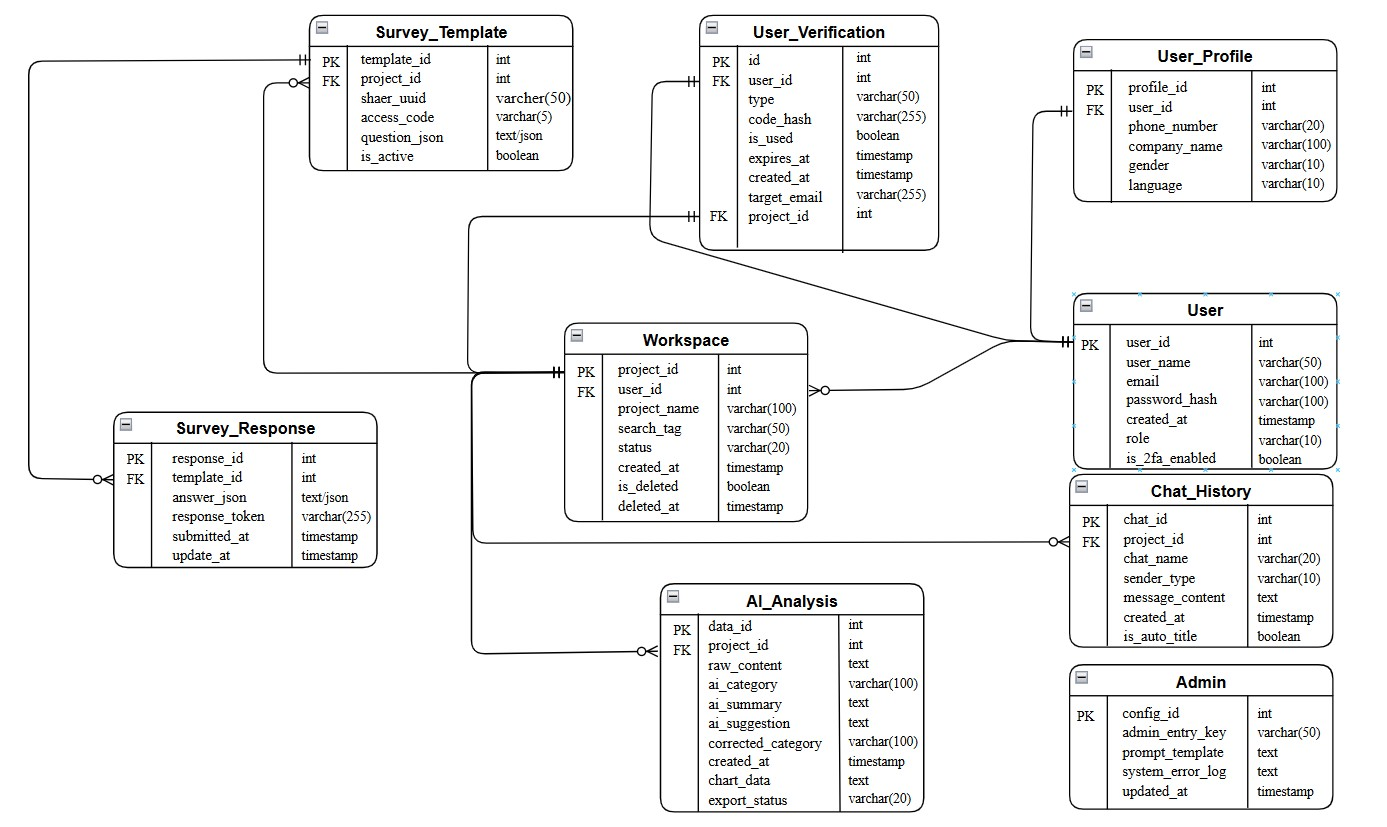 Survey_Template
PK template_id int
FK project_id int
shaer_uuid varcher(50)
access_code varchar(5)
question_json text/json
is_active boolean
User_Verification
PK id int
FK user_id int
type varchar(50)
code_hash varchar(255)
is_used boolean
expires_at timestamp
created_at timestamp
target_email varchar(255)
FK project_id int
User_Profile
PK profile_id int
FK user_id int
phone_number varchar(20)
company_name varchar(100)
gender varchar(10)
language varchar(10)
User
PK user_id int
user_name varchar(50)
email varchar(100)
password_hash varchar(100)
created_at timestamp
role varchar(10)
is_2fa_enabled boolean
Workspace
PK project_id int
FK user_id int
project_name varchar(100)
search_tag varchar(50)
status varchar(20)
created_at timestamp
is_deleted boolean
deleted_at timestamp
Survey_Response
PK response_id int
FK template_id int
answer_json text/json
response_token varchar(255)
submitted_at timestamp
update_at timestamp
Chat_History
PK chat_id int
FK project_id int
chat_name varchar(20)
sender_type varchar(10)
message_content text
created_at timestamp
is_auto_title boolean
AI_Analysis
PK data_id int
FK project_id int
raw_content text
ai_category varchar(100)
ai_summary text
ai_suggestion text
corrected_category varchar(100)
created_at timestamp
chart_data text
export_status varchar(20)
Admin
PK config_id int
admin_entry_key varchar(50)
prompt_template text
system_error_log text
updated_at timestamp